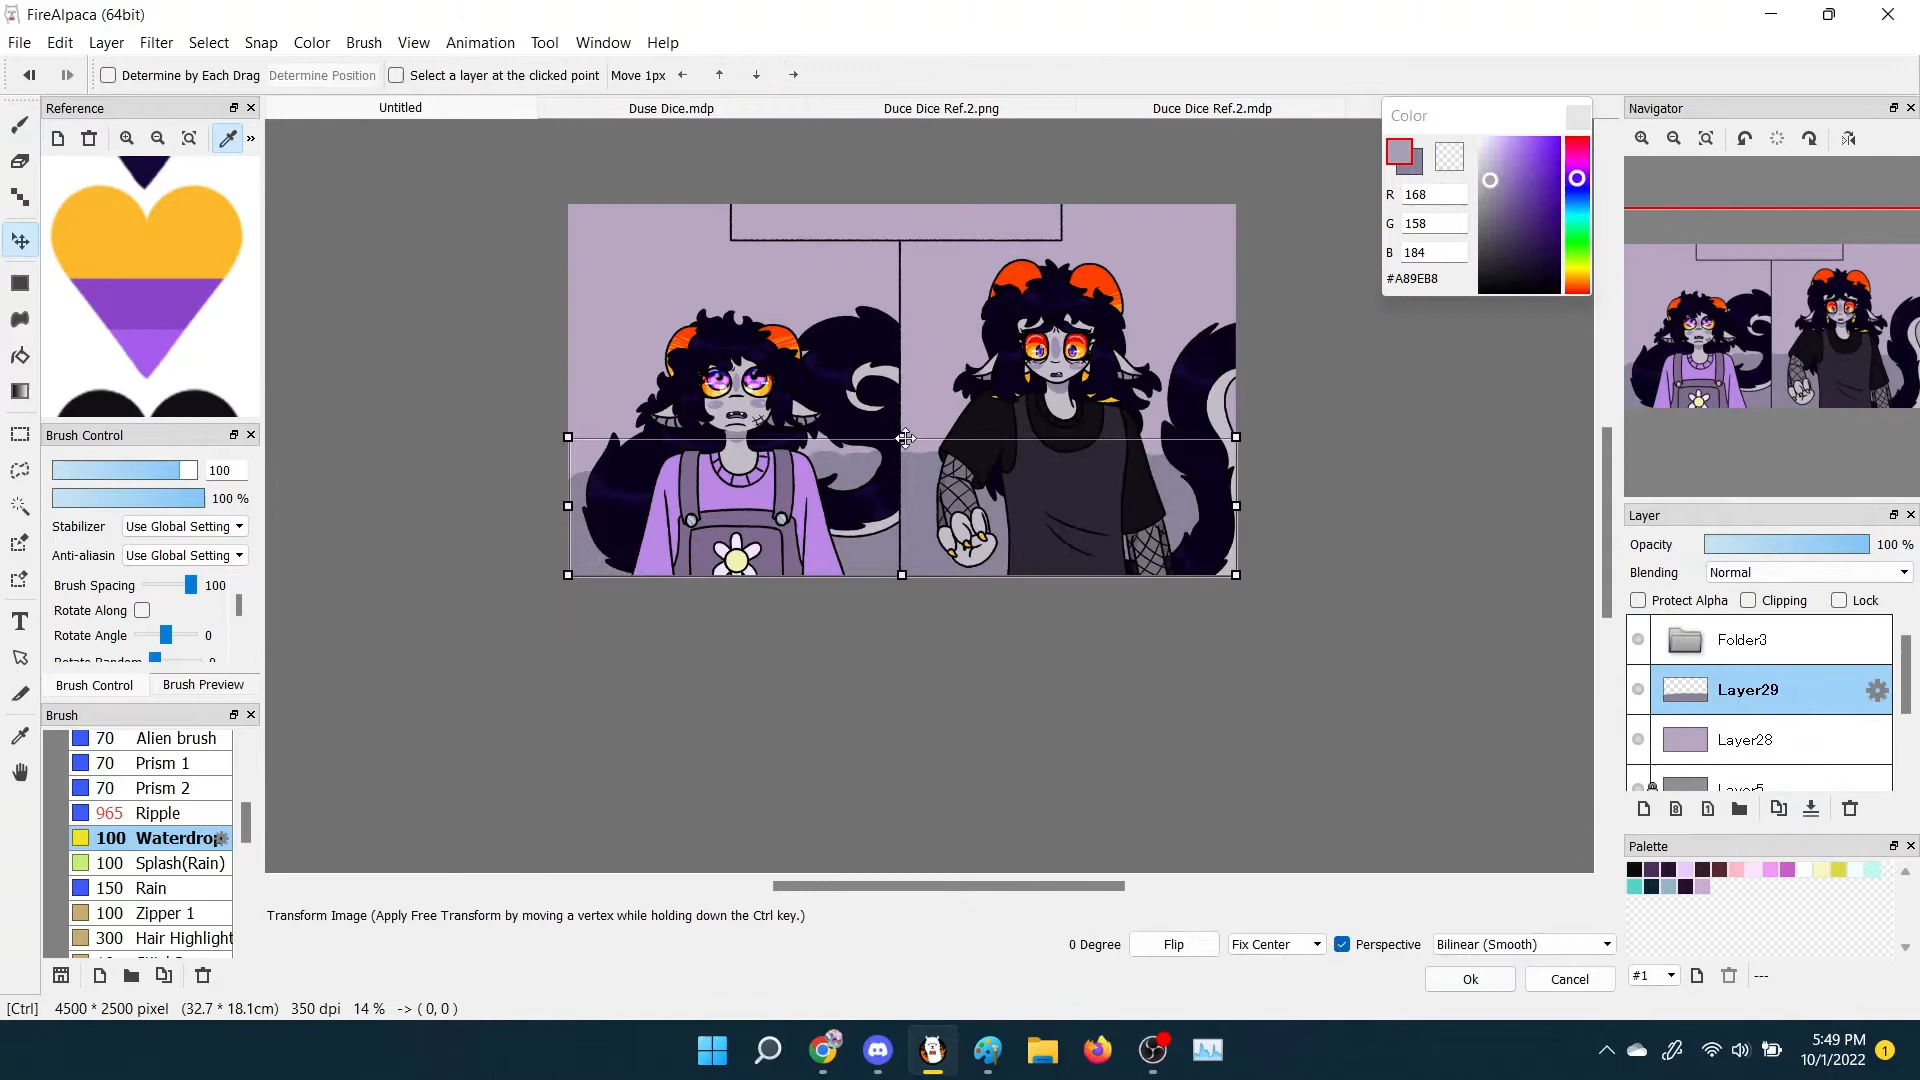 FireAlpaca (64bit)
File Edit Layer Filter Select Snap Color Brush View Animation Tool Window Help
Determine by Each Drag Determine Position Select a layer at the clicked point Move 1px
Reference
Untitled Duse Dice.mdp Duce Dice Ref.2.png Duce Dice Ref.2.mdp
Color
R 168
G 158
B 184
#A89EB8
Navigator
Brush Control
100
100 %
Stabilizer Use Global Setting
Anti-aliasin Use Global Setting
Brush Spacing 100
Rotate Along
Rotate Angle 0
Rotate Random 0
Brush Control Brush Preview
Brush
70 Alien brush
70 Prism 1
70 Prism 2
965 Ripple
100 Waterdrop
100 Splash(Rain)
150 Rain
100 Zipper 1
300 Hair Highlight
Layer
Opacity 100 %
Blending Normal
Protect Alpha Clipping Lock
Folder3
Layer29
Layer28
Layer5
Palette
#1 ---
Transform Image (Apply Free Transform by moving a vertex while holding down the Ctrl key.)
0 Degree Flip Fix Center Perspective Bilinear (Smooth)
Ok Cancel
[Ctrl] 4500 * 2500 pixel (32.7 * 18.1cm) 350 dpi 14 % -> ( 0, 0 )
5:49 PM
10/1/2022
1